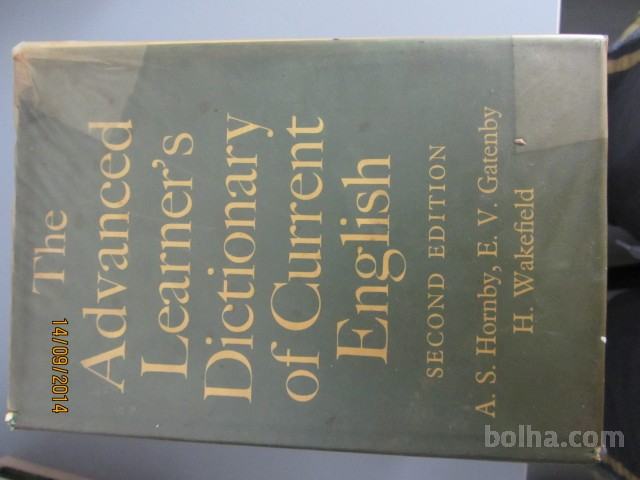 The
Advanced
Learner's
Dictionary
of Current
English
SECOND EDITION
A. S. Hornby, E. V. Gatenby
H. Wakefield
14/09/2014
bolha.com